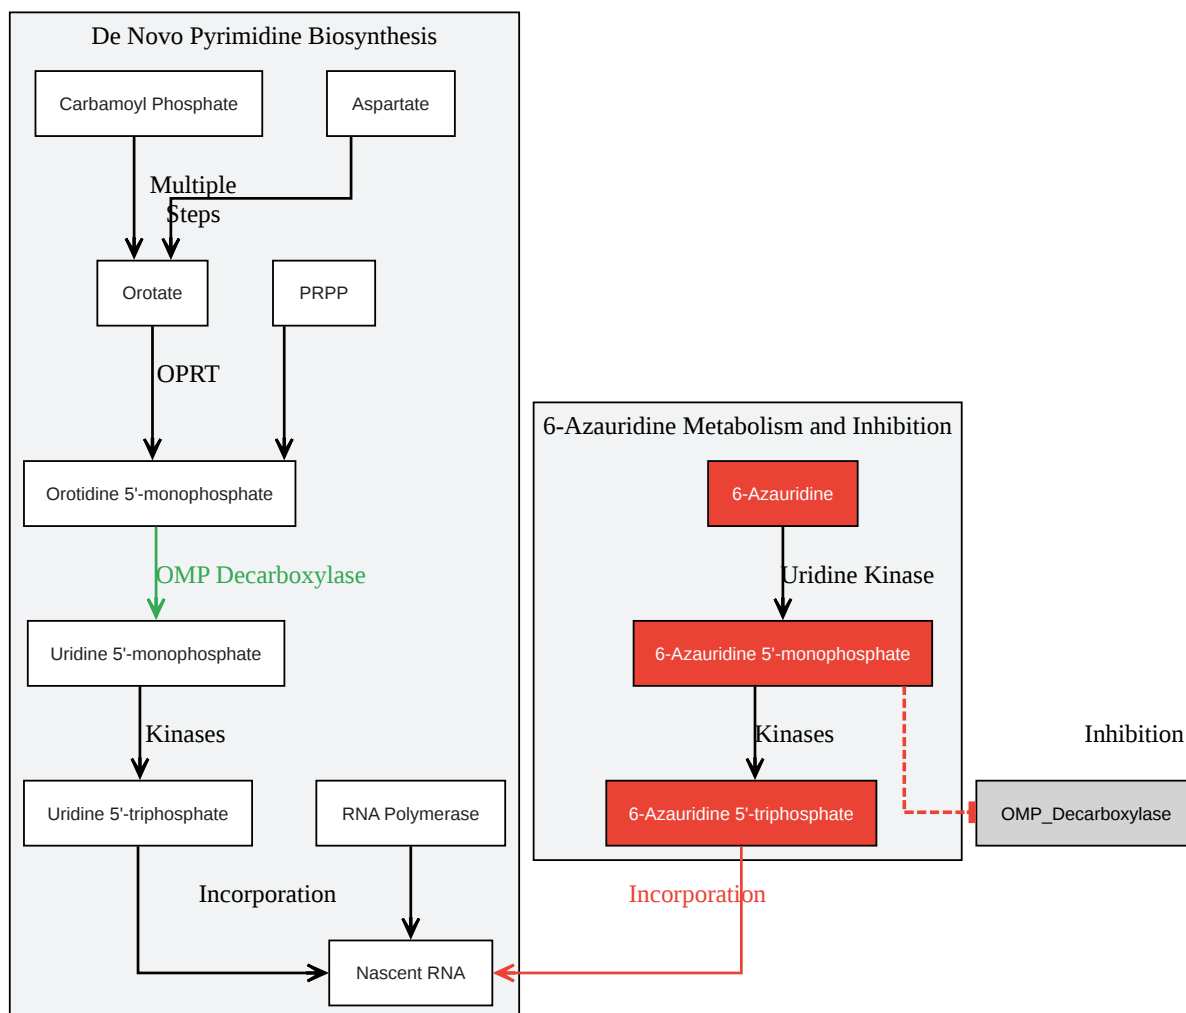 De Novo Pyrimidine Biosynthesis
Carbamoyl Phosphate
Aspartate
Multiple
Steps
Orotate
PRPP
OPRT
Orotidine 5'-monophosphate
OMP Decarboxylase
Uridine 5'-monophosphate
Kinases
Uridine 5'-triphosphate
RNA Polymerase
Incorporation
Nascent RNA
6-Azauridine Metabolism and Inhibition
6-Azauridine
Uridine Kinase
6-Azauridine 5'-monophosphate
Kinases
6-Azauridine 5'-triphosphate
Incorporation
Inhibition
OMP_Decarboxylase